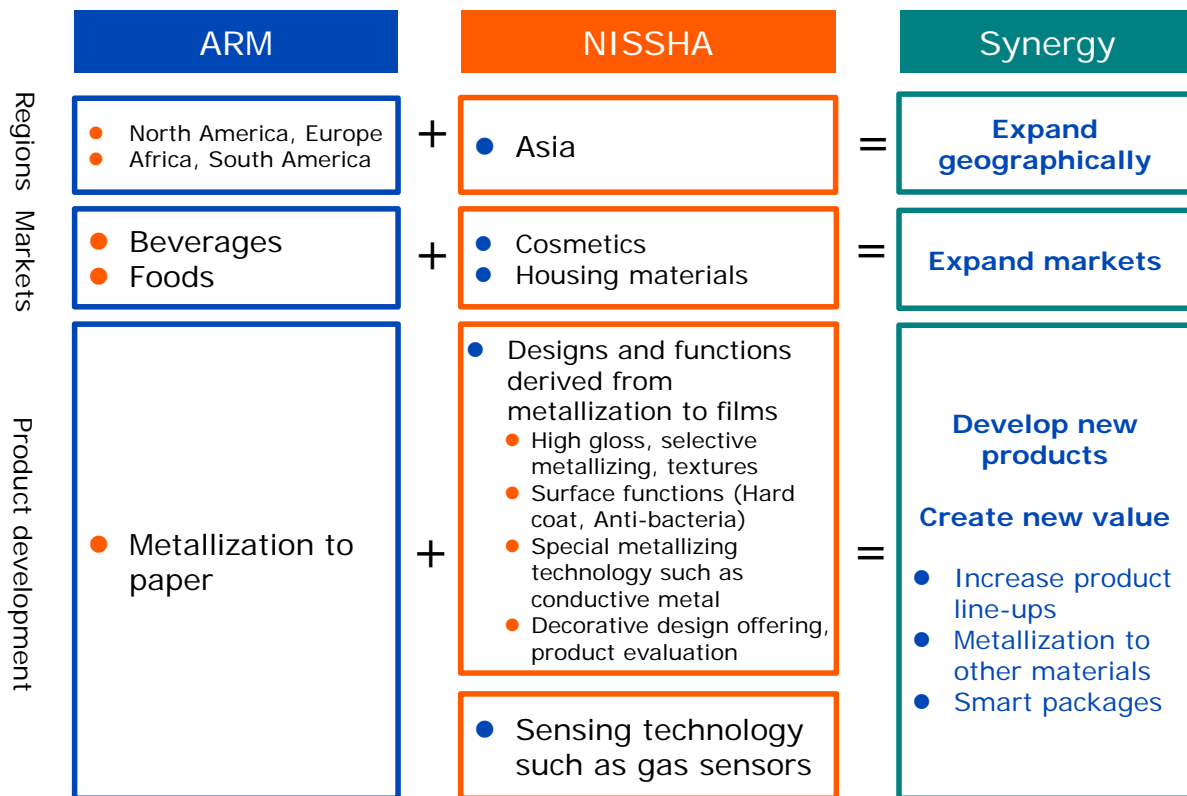 ARM
NISSHA
Synergy
Regions
North America, Europe
Africa, South America
+
Asia
=
Expand
geographically
Markets
Beverages
Foods
+
Cosmetics
Housing materials
=
Expand markets
Product development
Metallization to
paper
+
Designs and functions
derived from
metallization to films
High gloss, selective
metallizing, textures
Surface functions (Hard
coat, Anti-bacteria)
Special metallizing
technology such as
conductive metal
Decorative design offering,
product evaluation
Sensing technology
such as gas sensors
=
Develop new
products
Create new value
Increase product
line-ups
Metallization to
other materials
Smart packages